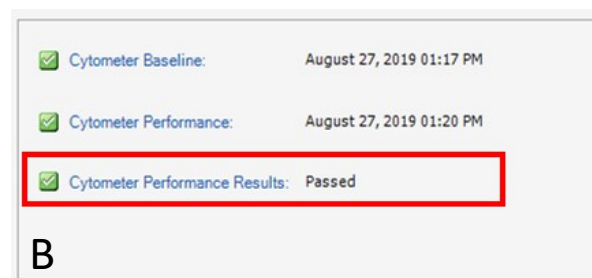 Cytometer Baseline: August 27, 2019 01:17 PM
Cytometer Performance: August 27, 2019 01:20 PM
Cytometer Performance Results: Passed
B